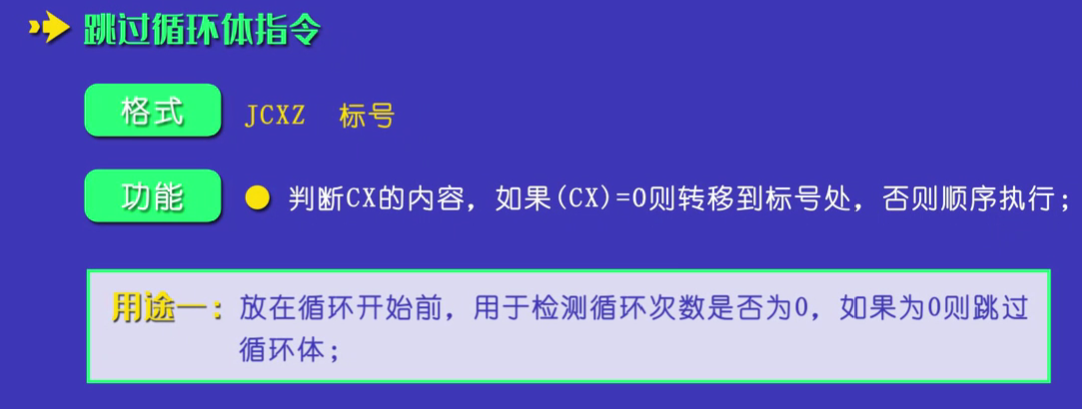 跳过循环体指令
格式 JCXZ 标号
功能 ● 判断CX的内容，如果(CX)=0则转移到标号处，否则顺序执行；
用途一：放在循环开始前，用于检测循环次数是否为0，如果为0则跳过
循环体；